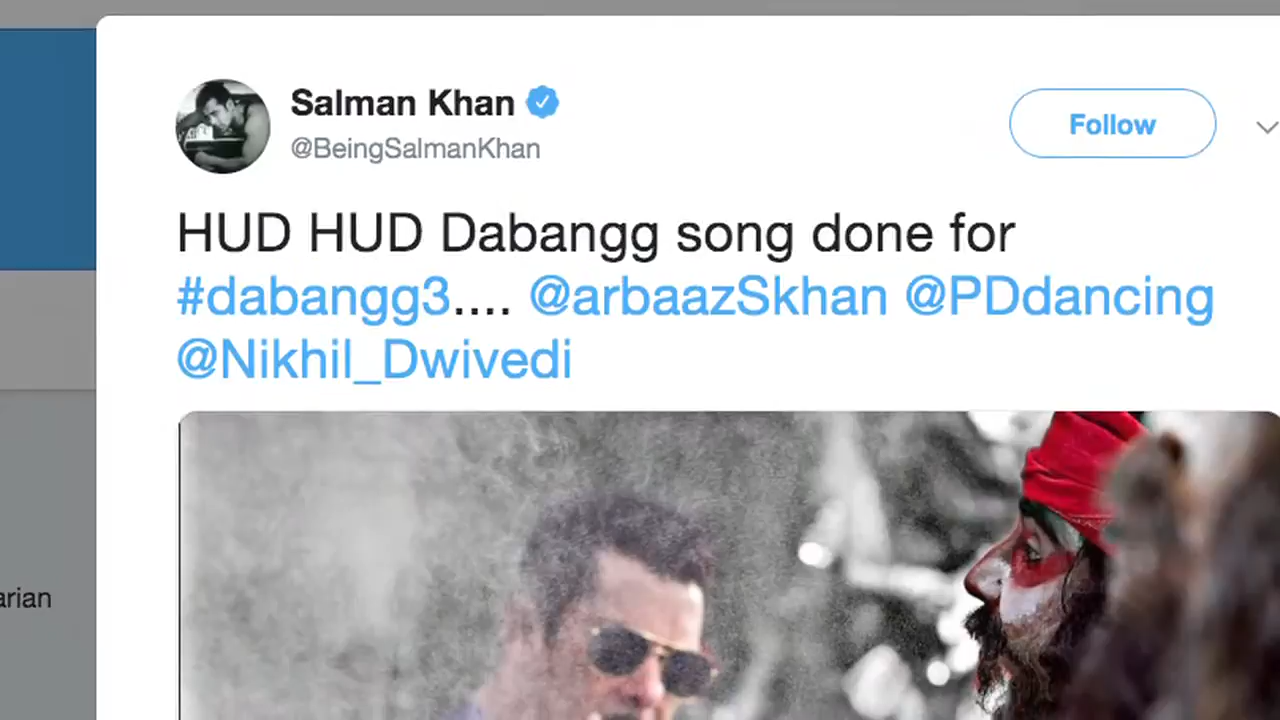 Salman Khan
@BeingSalmanKhan
Follow
HUD HUD Dabangg song done for
#dabangg3.... @arbaazSkhan @PDdancing
@Nikhil_Dwivedi
arian